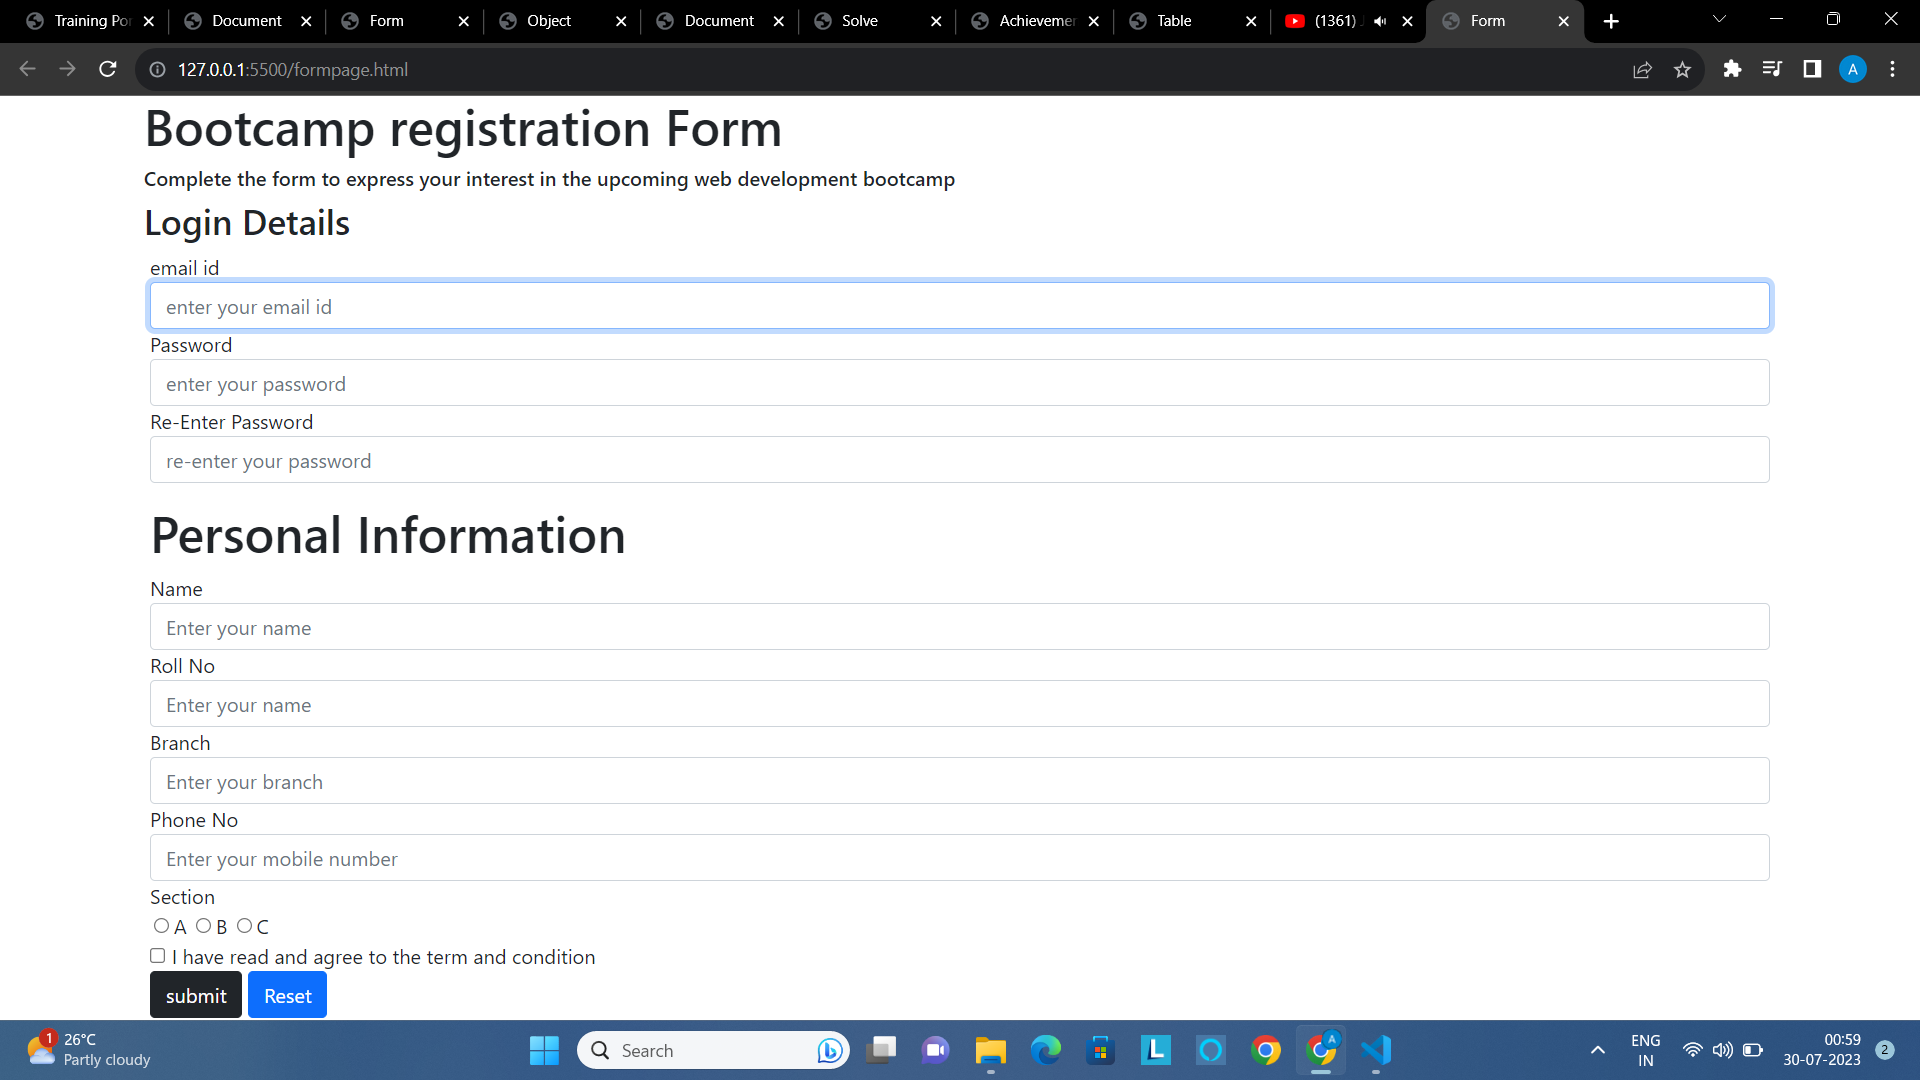 Training Por
Document
Form
Object
Document
Solve
Achievemen
Table
(1361)
Form
127.0.0.1:5500/formpage.html
A
Bootcamp registration Form
Complete the form to express your interest in the upcoming web development bootcamp
Login Details
email id
enter your email id
Password
enter your password
Re-Enter Password
re-enter your password
Personal Information
Name
Enter your name
Roll No
Enter your name
Branch
Enter your branch
Phone No
Enter your mobile number
Section
A B C
I have read and agree to the term and condition
submit Reset
1
26°C
Partly cloudy
Search
L
A
ENG
IN
00:59
30-07-2023
2